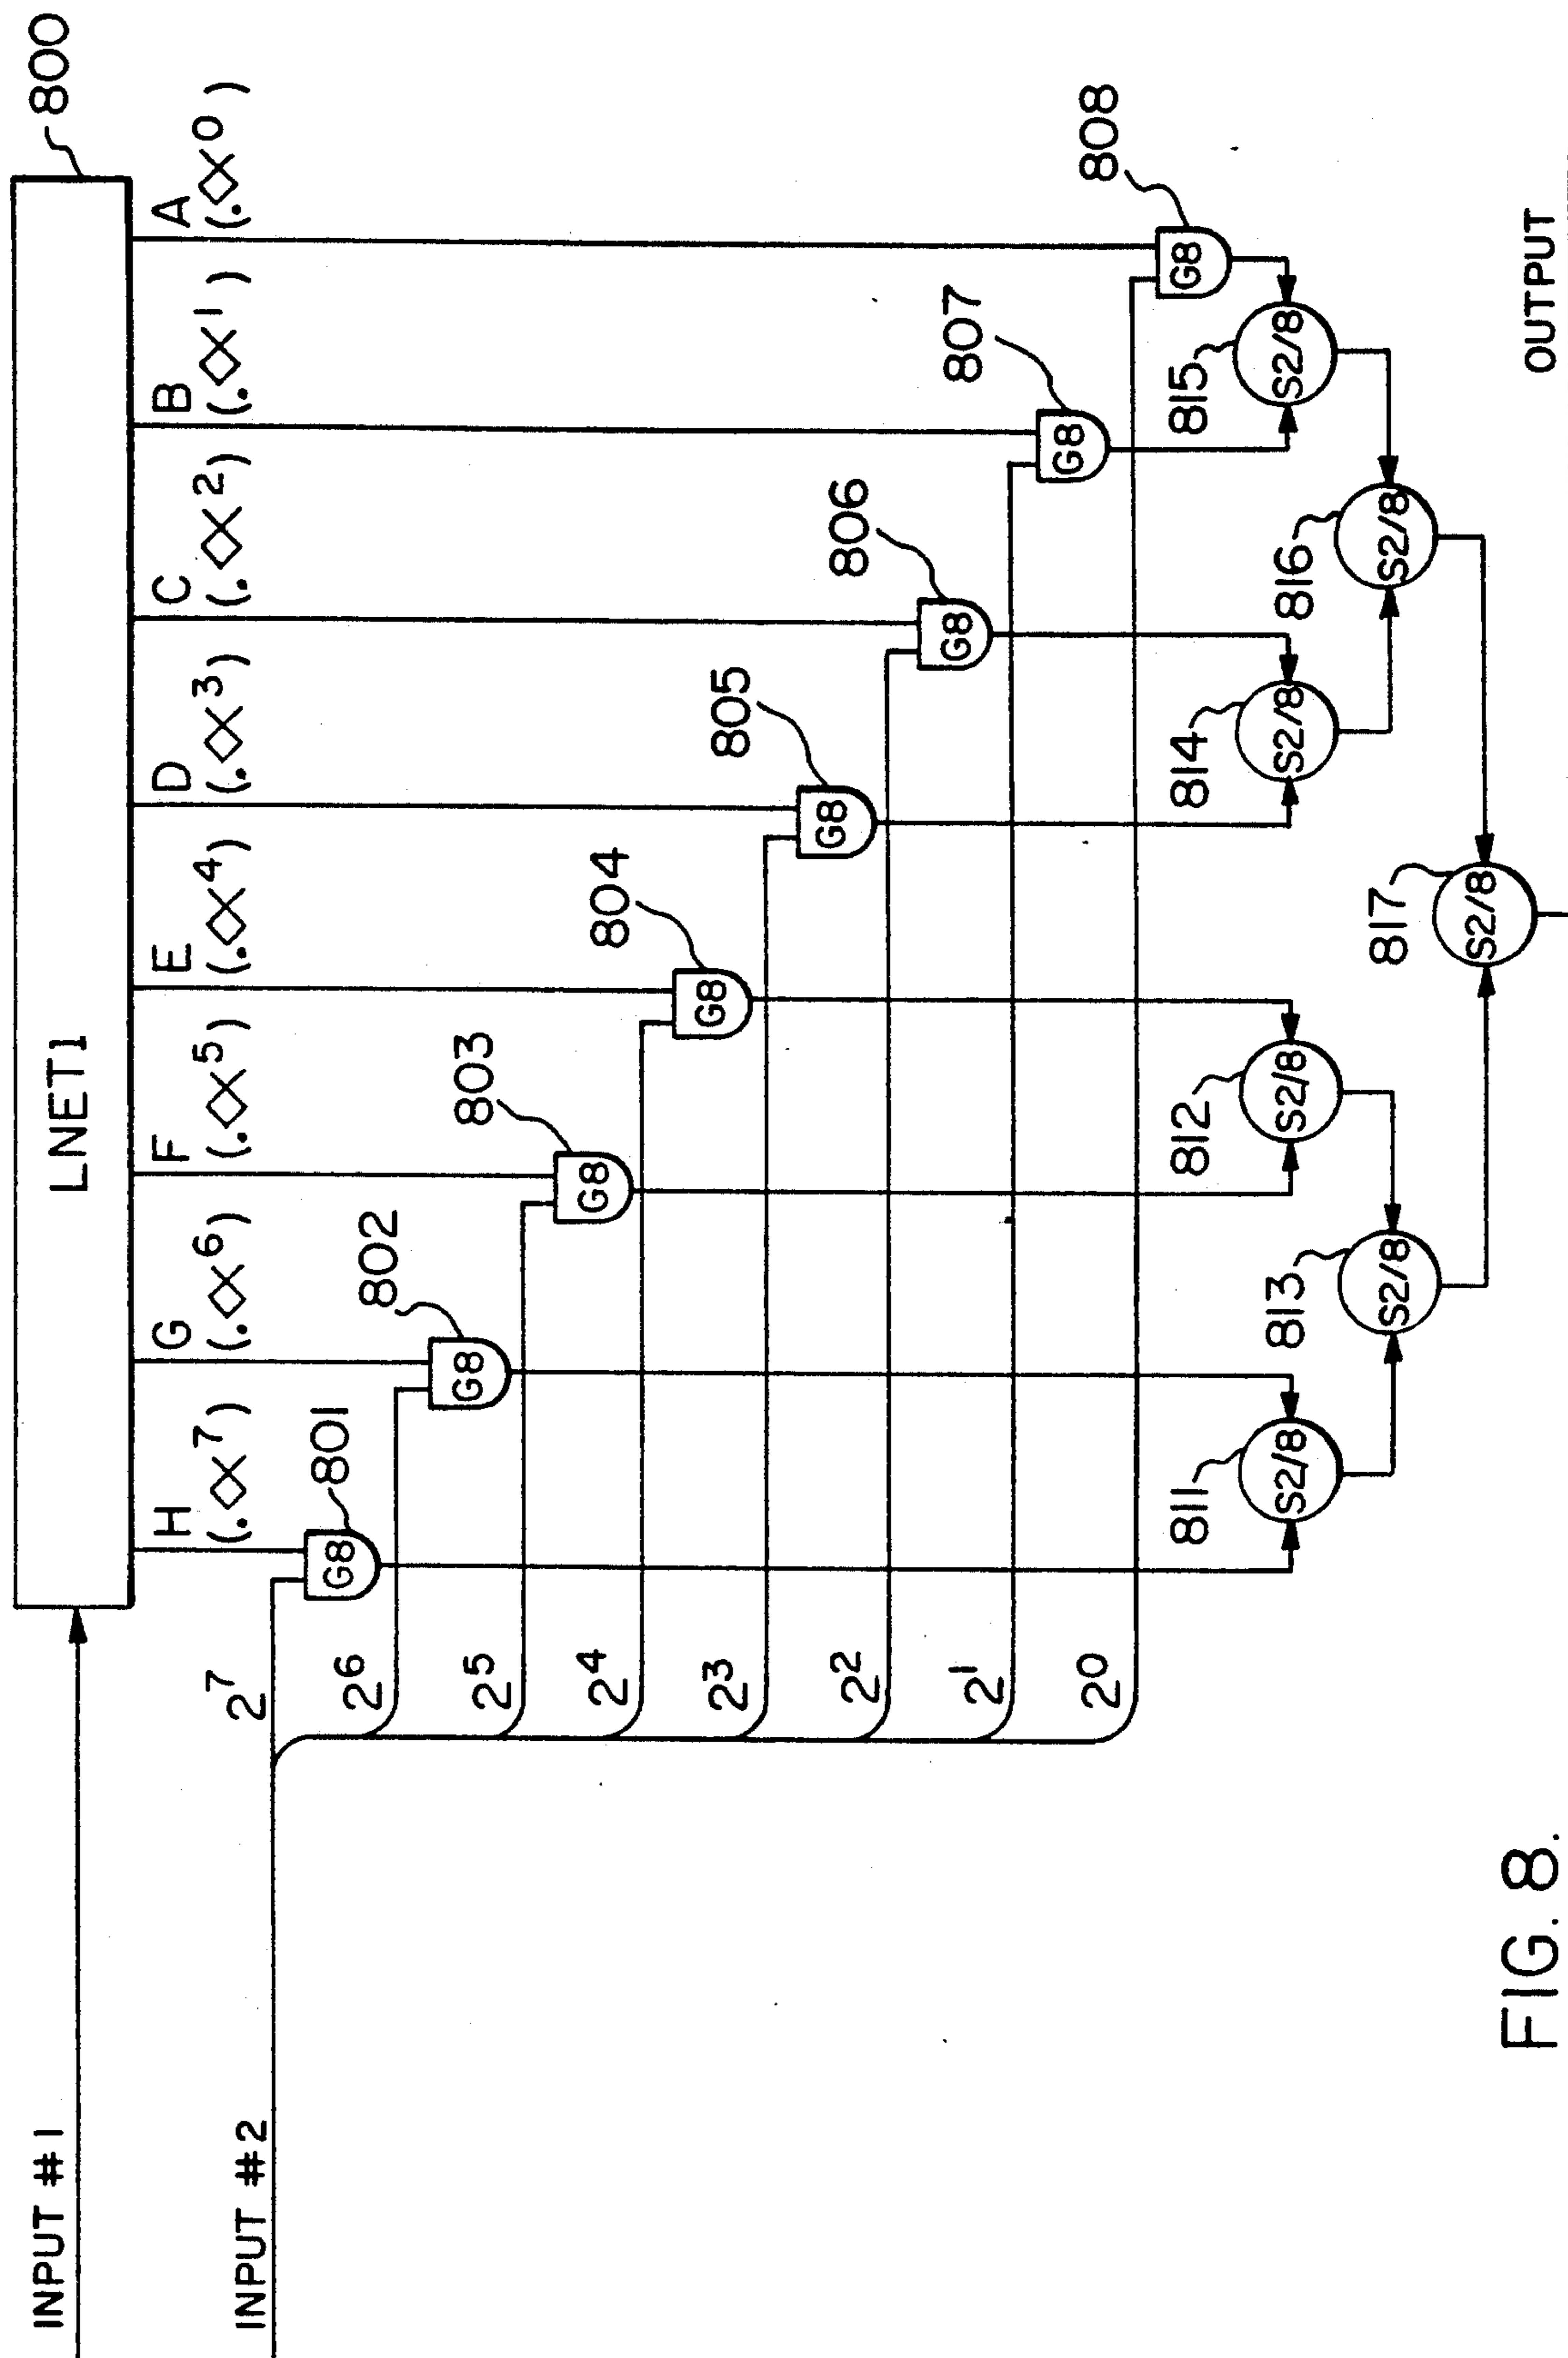 800
LNET1
H G F E D C B A
(.∝⁷) (.∝⁶) (.∝⁵) (.∝⁴) (.∝³) (.∝²) (.∝¹) (.∝⁰)
INPUT #1
INPUT #2
2⁷
G8 801
2⁶
G8 802
2⁵
G8 803
2⁴
G8 804
2³
G8 805
2²
G8 806
2¹
G8 807
2⁰
G8 808
811 S2/8
812 S2/8
814 S2/8
815 S2/8
813 S2/8
816 S2/8
817 S2/8
OUTPUT
FIG. 8.